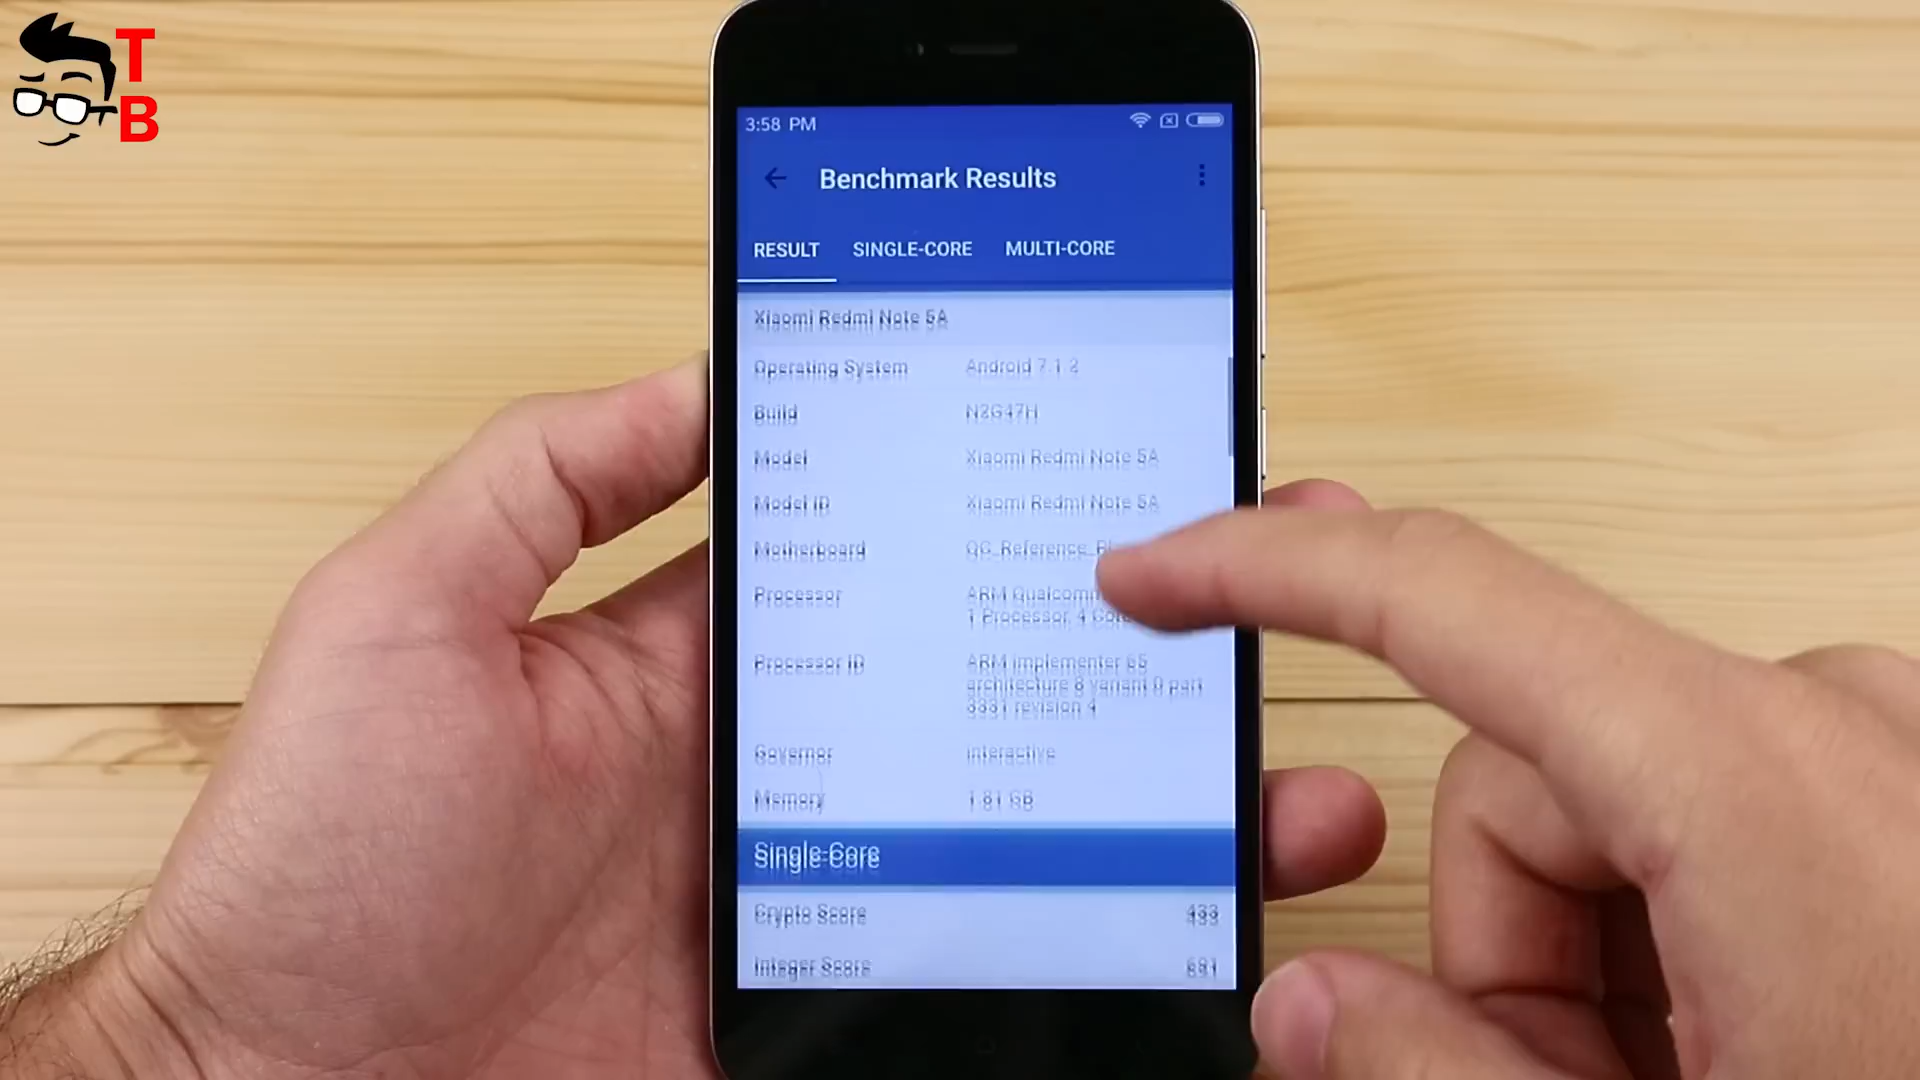 T
B
3:58 PM
Benchmark Results
RESULT SINGLE-CORE MULTI-CORE
Xiaomi Redmi Note 5A
Operating System Android 7.1.2
Build N2G47H
Model Xiaomi Redmi Note 5A
Model ID Xiaomi Redmi Note 5A
Motherboard QC_Reference
Processor ARM Qualcomm
1 Processor, 4
Processor ID ARM implementer 65
architecture 8 variant 0 part
3331 revision 4
Governor interactive
Memory 1.81 GB
Single-Core
Crypto Score 433
Integer Score